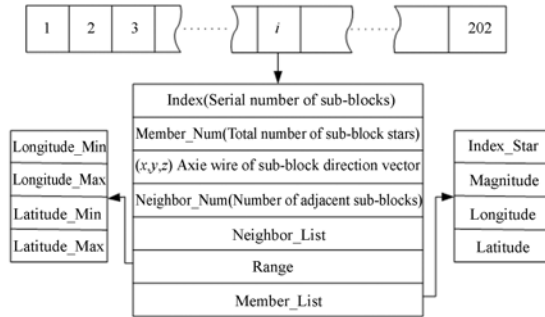 1 2 3 ······ i ······ 202
Index(Serial number of sub-blocks)
Member_Num(Total number of sub-block stars)
(x,y,z) Axie wire of sub-block direction vector
Neighbor_Num(Number of adjacent sub-blocks)
Neighbor_List
Range
Member_List
Longitude_Min
Longitude_Max
Latitude_Min
Latitude_Max
Index_Star
Magnitude
Longitude
Latitude